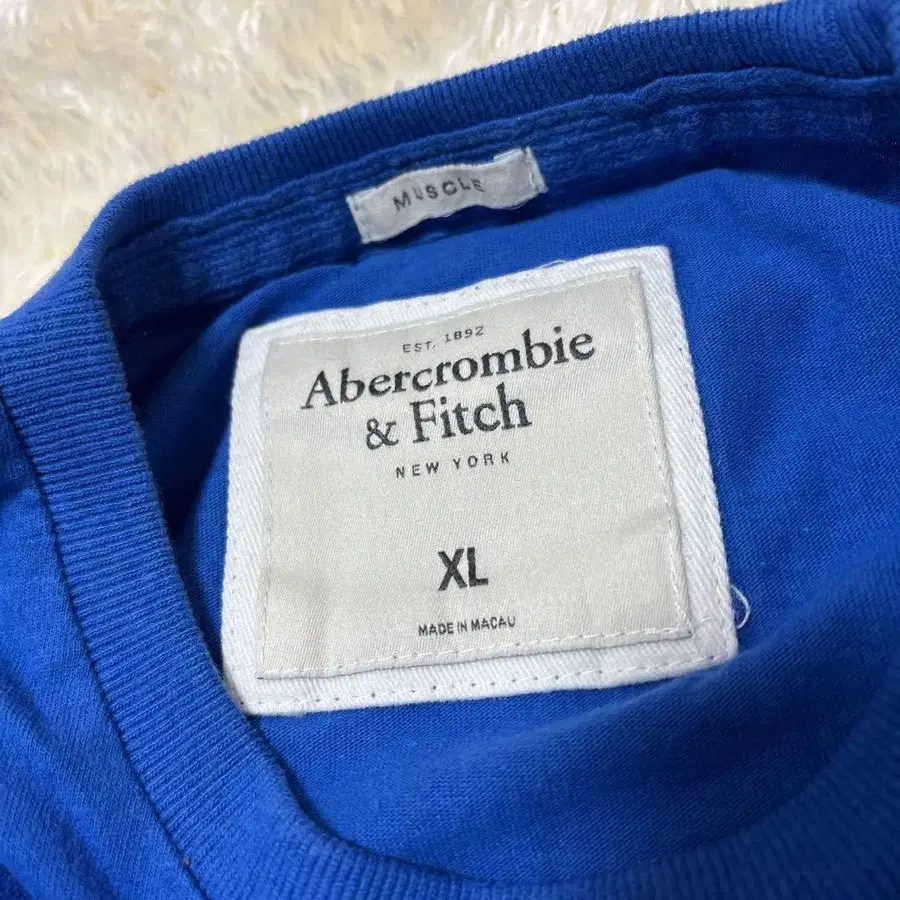 MUSCLE
EST. 1892
Abercrombie
& Fitch
NEW YORK
XL
MADE IN MACAU